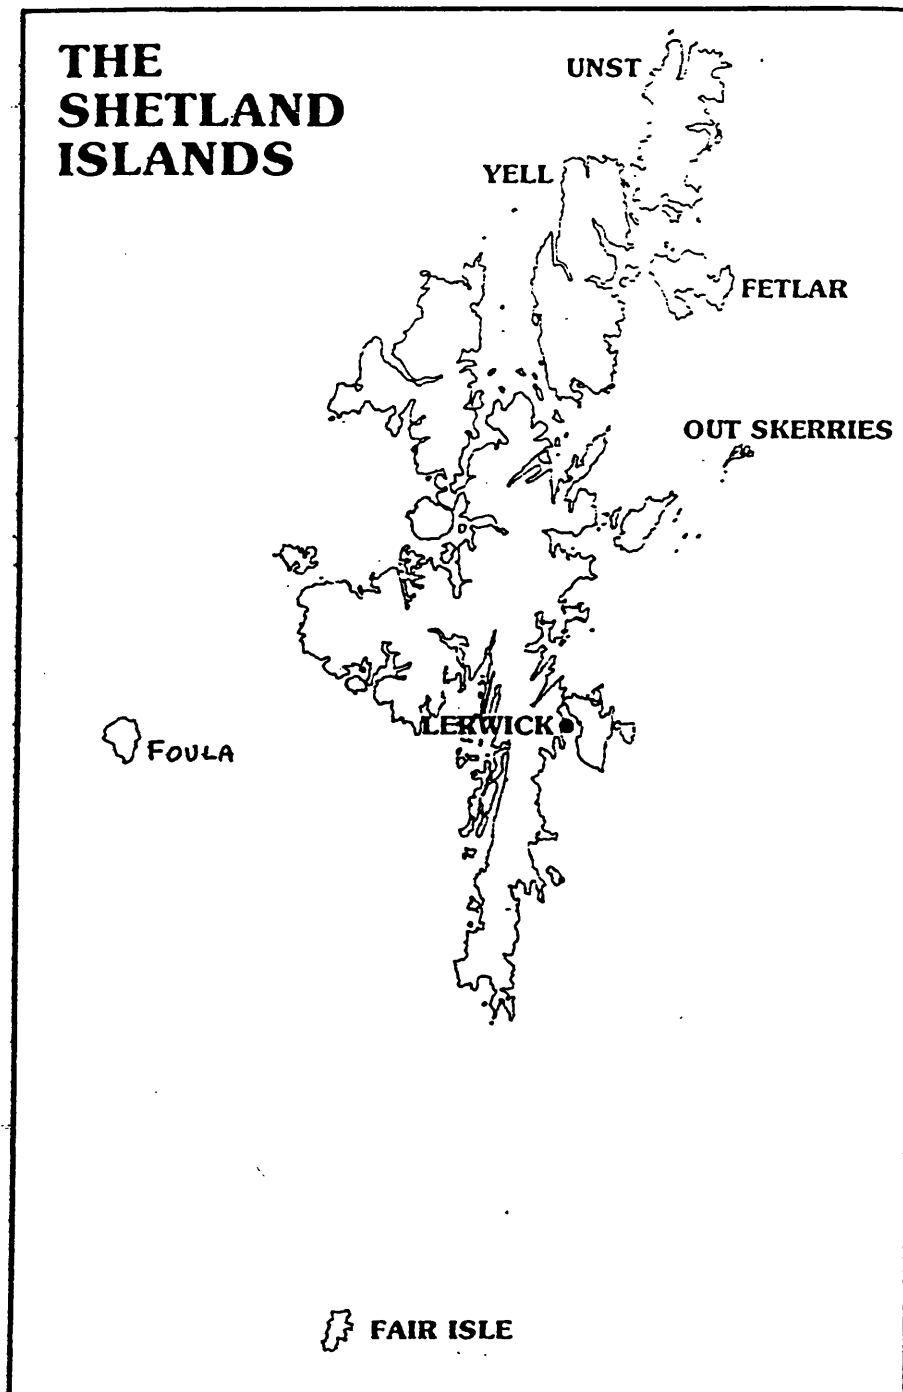 THE
SHETLAND
ISLANDS
UNST
YELL
FETLAR
OUT SKERRIES
LERWICK
FOULA
FAIR ISLE